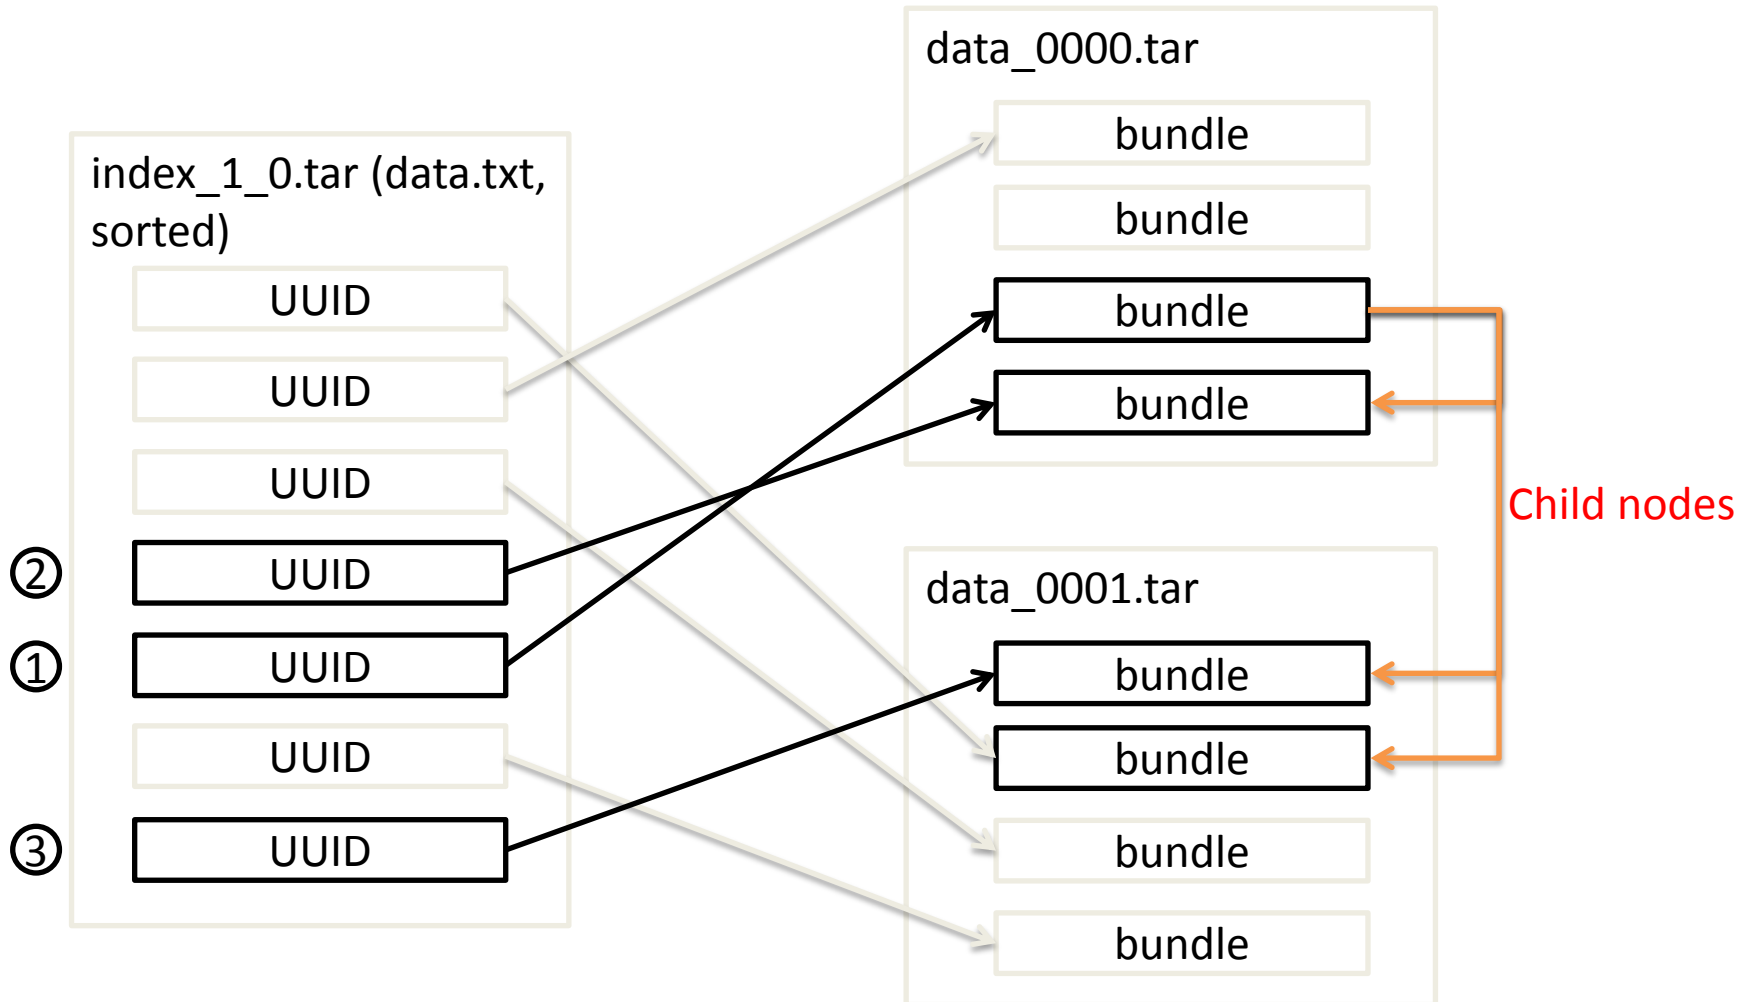 index_1_0.tar (data.txt,
sorted)
UUID
UUID
UUID
② UUID
① UUID
UUID
③ UUID
data_0000.tar
bundle
bundle
bundle
bundle
Child nodes
data_0001.tar
bundle
bundle
bundle
bundle